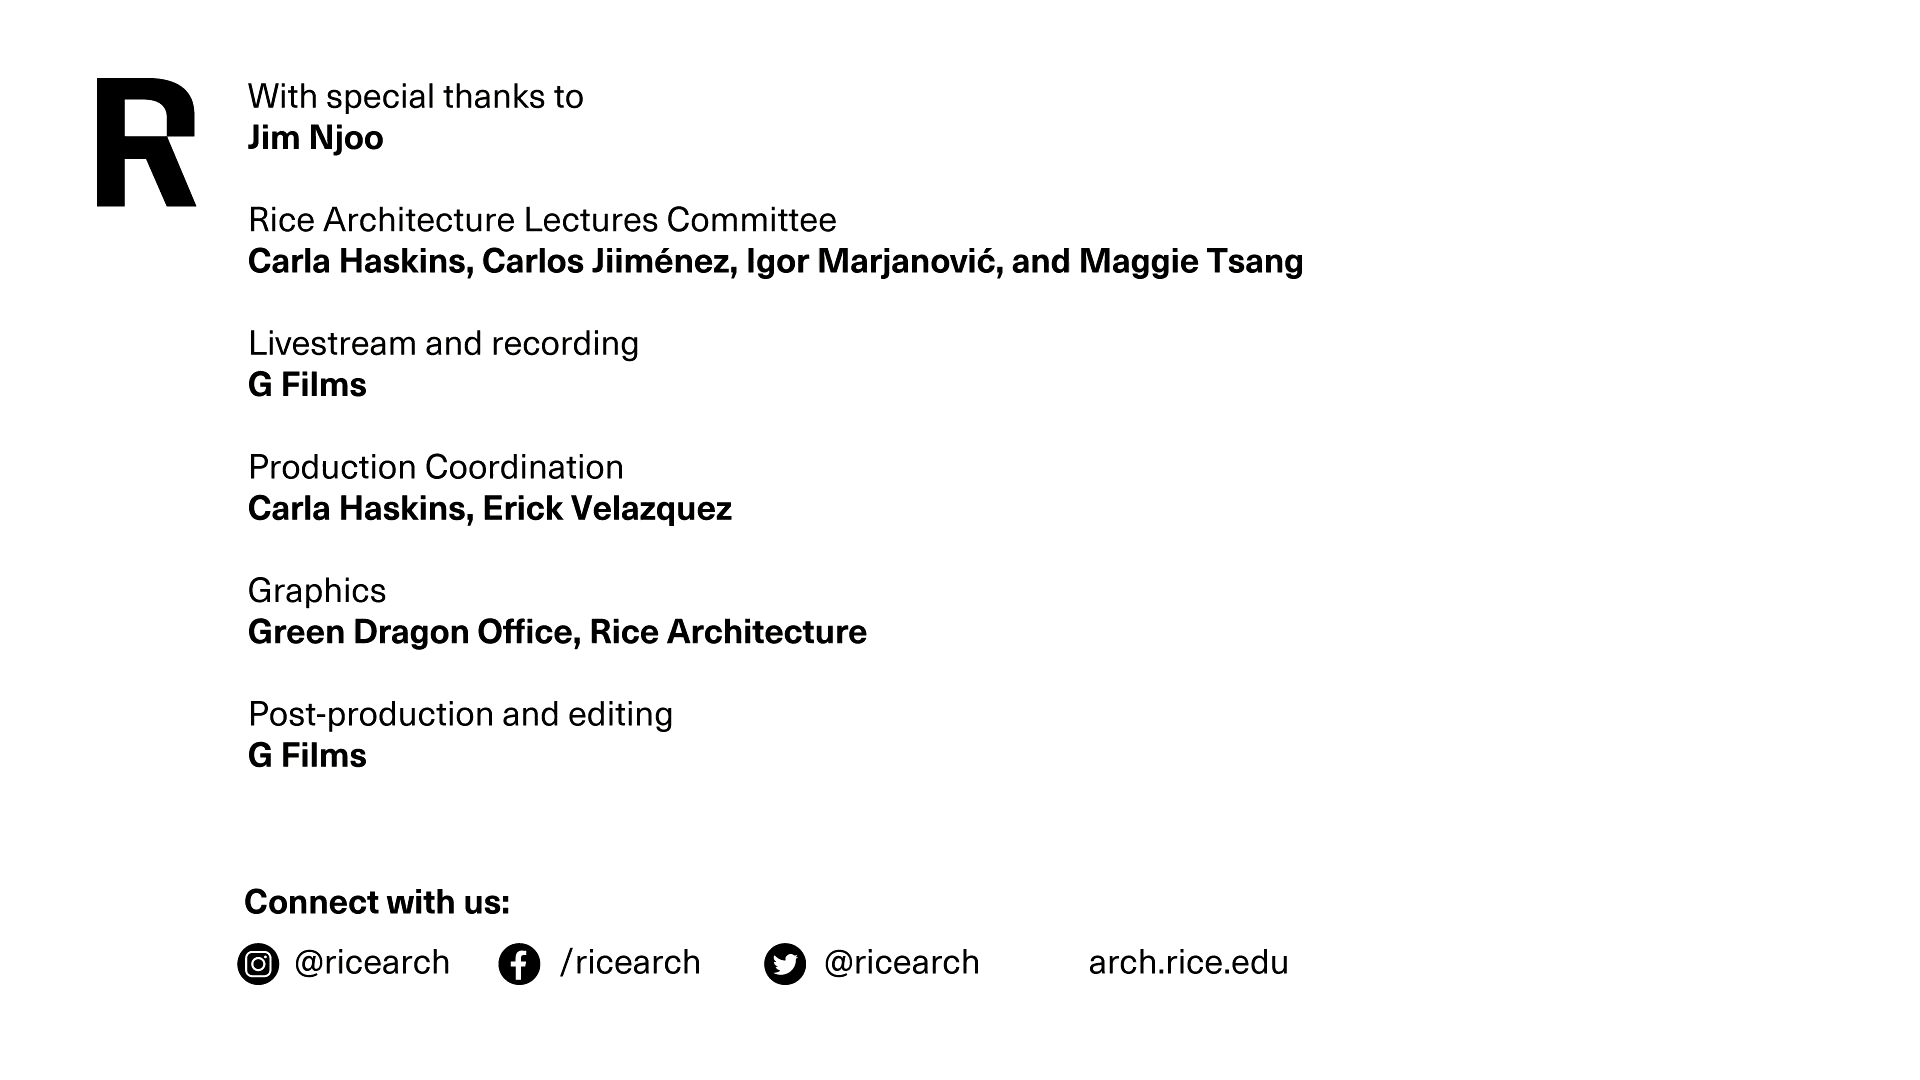 R
With special thanks to
Jim Njoo
Rice Architecture Lectures Committee
Carla Haskins, Carlos Jiiménez, Igor Marjanović, and Maggie Tsang
Livestream and recording
G Films
Production Coordination
Carla Haskins, Erick Velazquez
Graphics
Green Dragon Office, Rice Architecture
Post-production and editing
G Films
Connect with us:
@ricearch /ricearch @ricearch arch.rice.edu